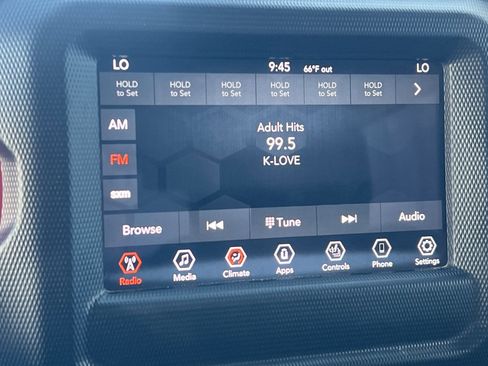 LO 9:45 66°F out LO
HOLD to Set HOLD to Set HOLD to Set HOLD to Set HOLD to Set HOLD to Set
AM
Adult Hits
99.5
FM
K-LOVE
sxm
Browse Tune Audio
Radio Media Climate Apps Controls Phone Settings